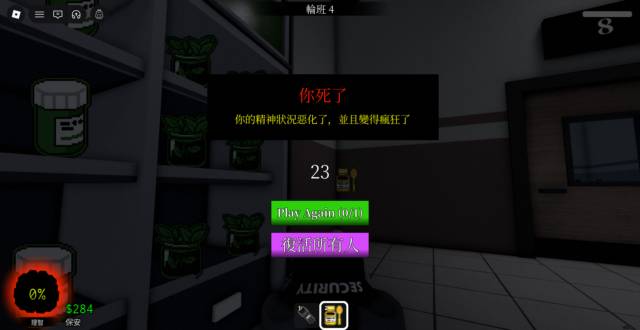 輪班 4
8
你死了
你的精神狀況惡化了，並且變得瘋狂了
23
Play Again (0/1)
復活所有人
SECURITY
0%
$284
理智
保安